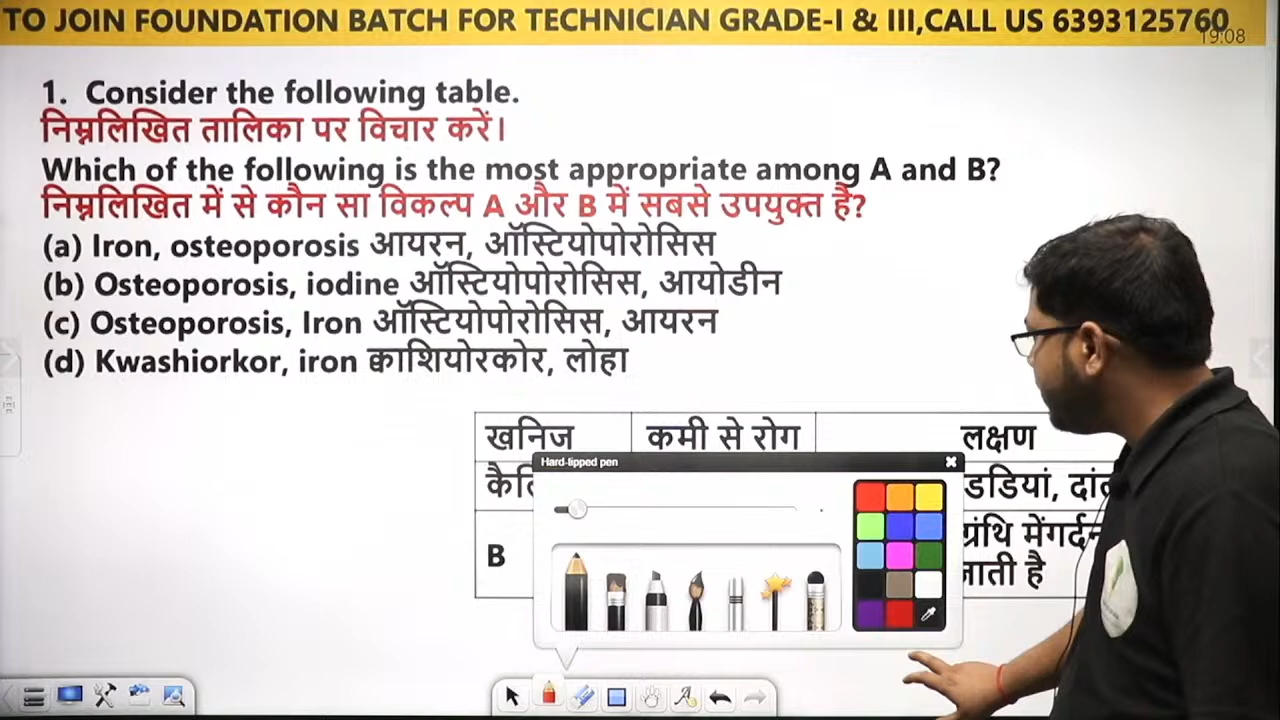 TO JOIN FOUNDATION BATCH FOR TECHNICIAN GRADE-I & III,CALL US 6393125760
19:08
1. Consider the following table.
निम्नलिखित तालिका पर विचार करें।
Which of the following is the most appropriate among A and B?
निम्नलिखित में से कौन सा विकल्प A और B में सबसे उपयुक्त है?
(a) Iron, osteoporosis आयरन, ऑस्टियोपोरोसिस
(b) Osteoporosis, iodine ऑस्टियोपोरोसिस, आयोडीन
(c) Osteoporosis, Iron ऑस्टियोपोरोसिस, आयरन
(d) Kwashiorkor, iron क्वाशियोरकोर, लोहा
खनिज कमी से रोग लक्षण
Hard-tipped pen
डडियां,
B ग्रंथि मेंगर्दन
जाती है